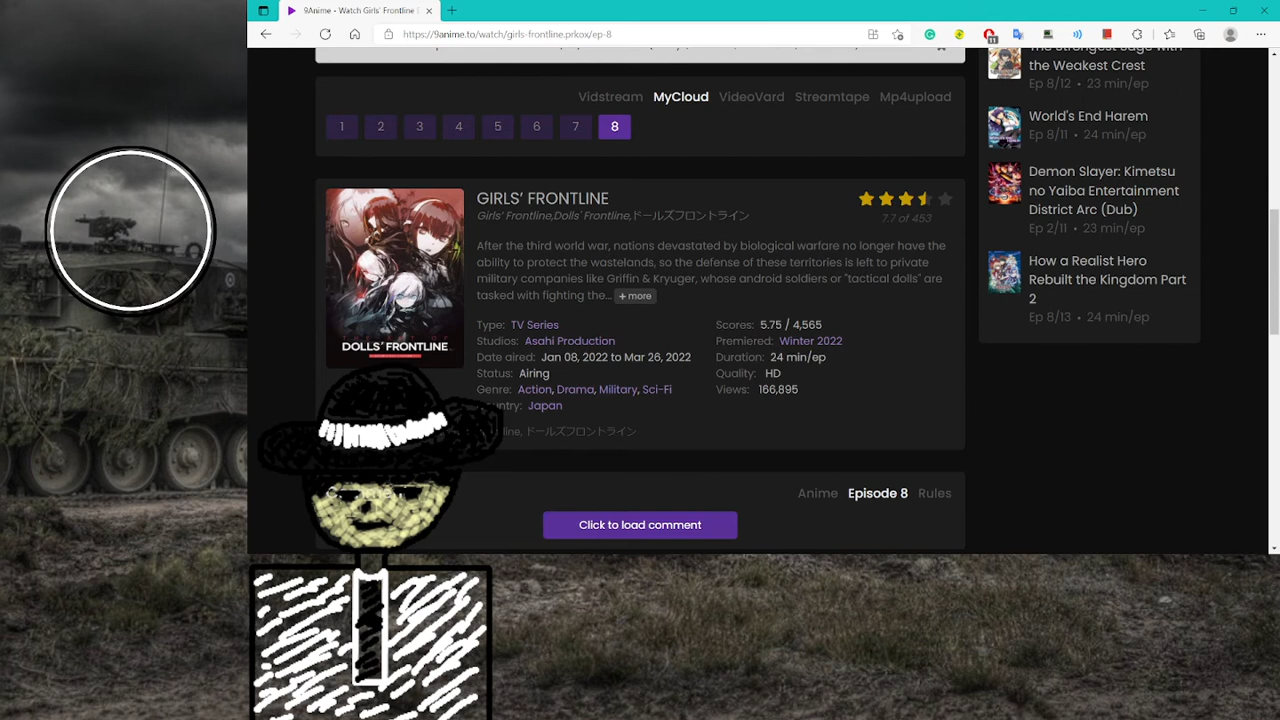 9Anime - Watch Girls' Frontline
https://9anime.to/watch/girls-frontline.prkox/ep-8
11
Vidstream MyCloud VideoVard Streamtape Mp4upload
1 2 3 4 5 6 7 8
GIRLS’ FRONTLINE
Girls’ Frontline,Dolls` Frontline,ドールズフロントライン
7.7 of 453
After the third world war, nations devastated by biological warfare no longer have the
ability to protect the wastelands, so the defense of these territories is left to private
military companies like Griffin & Kryuger, whose android soldiers or "tactical dolls" are
tasked with fighting the... + more
Type: TV Series
Studios: Asahi Production
Date aired: Jan 08, 2022 to Mar 26, 2022
Status: Airing
Genre: Action, Drama, Military, Sci-Fi
Country: Japan
Scores: 5.75 / 4,565
Premiered: Winter 2022
Duration: 24 min/ep
Quality: HD
Views: 166,895
DOLLS’ FRONTLINE
line, ドールズフロントライン
Anime Episode 8 Rules
Click to load comment
The Strongest Sage With
the Weakest Crest
Ep 8/12 • 23 min/ep
World's End Harem
Ep 8/11 • 24 min/ep
Demon Slayer: Kimetsu
no Yaiba Entertainment
District Arc (Dub)
Ep 2/11 • 23 min/ep
How a Realist Hero
Rebuilt the Kingdom Part
2
Ep 8/13 • 24 min/ep